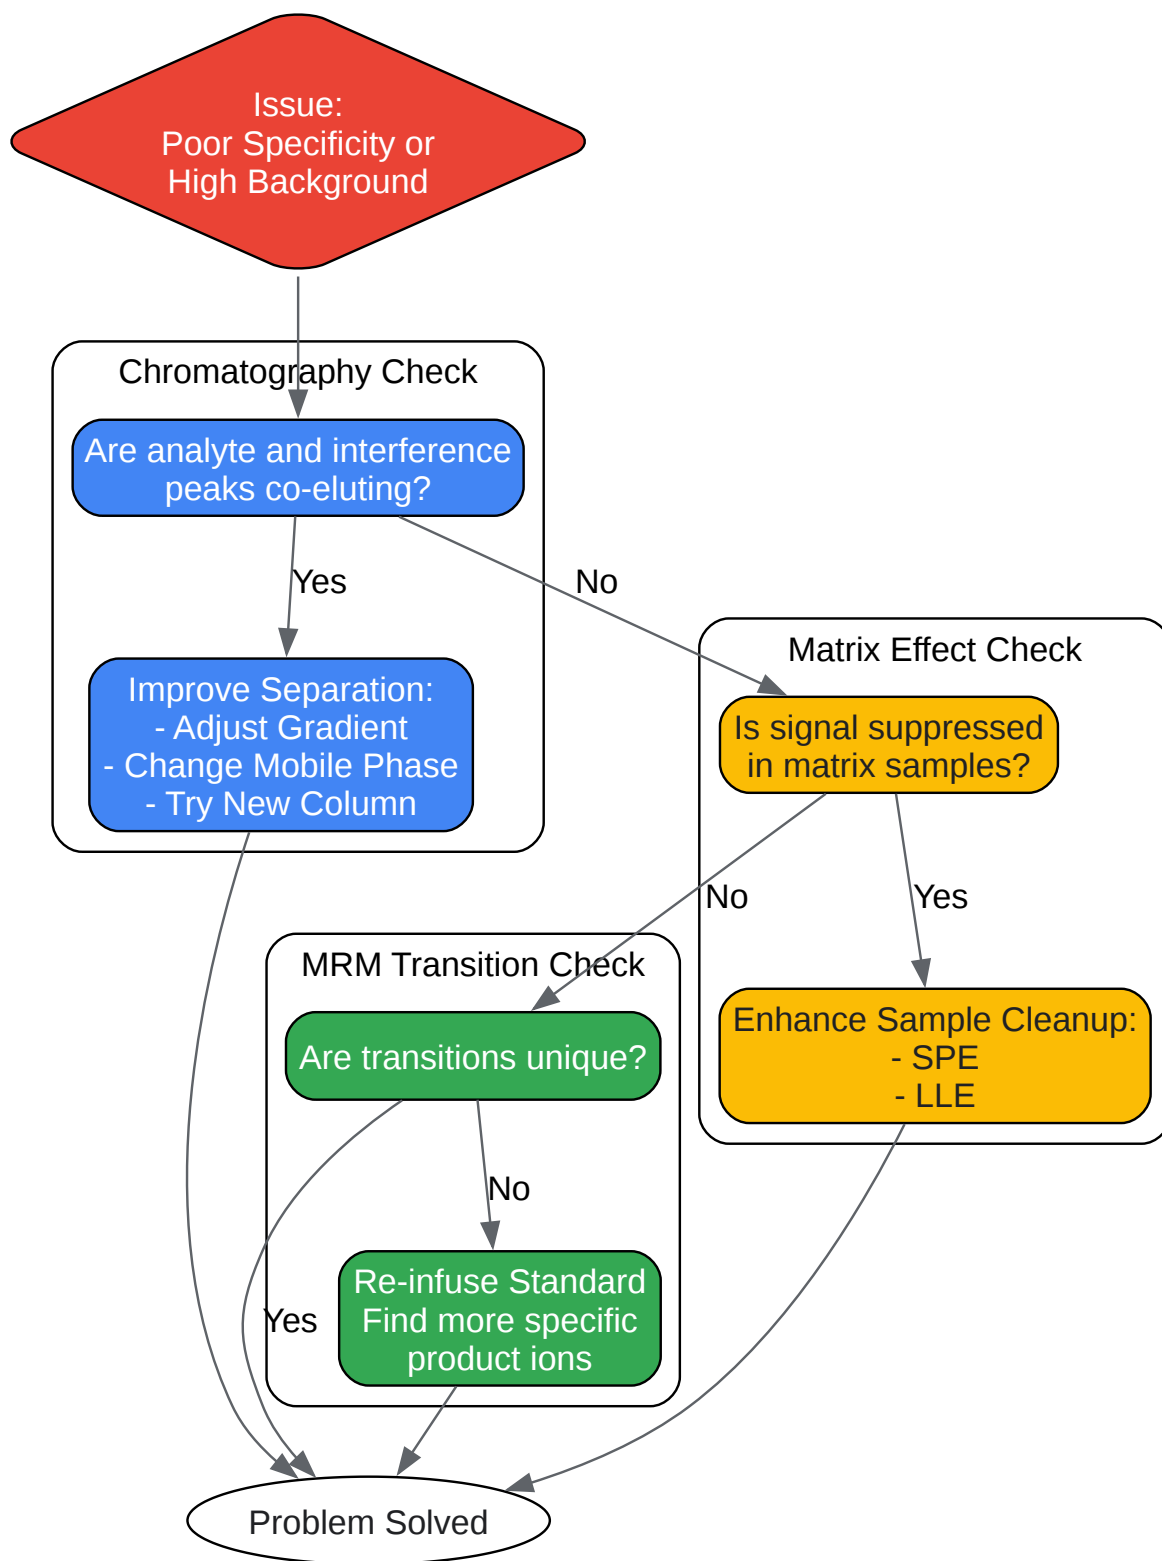 Issue:
Poor Specificity or
High Background
Chromatography Check
Are analyte and interference
peaks co-eluting?
Yes
No
Improve Separation:
- Adjust Gradient
- Change Mobile Phase
- Try New Column
Matrix Effect Check
Is signal suppressed
in matrix samples?
No
Yes
MRM Transition Check
Are transitions unique?
Enhance Sample Cleanup:
- SPE
- LLE
No
Yes
Re-infuse Standard
Find more specific
product ions
Problem Solved